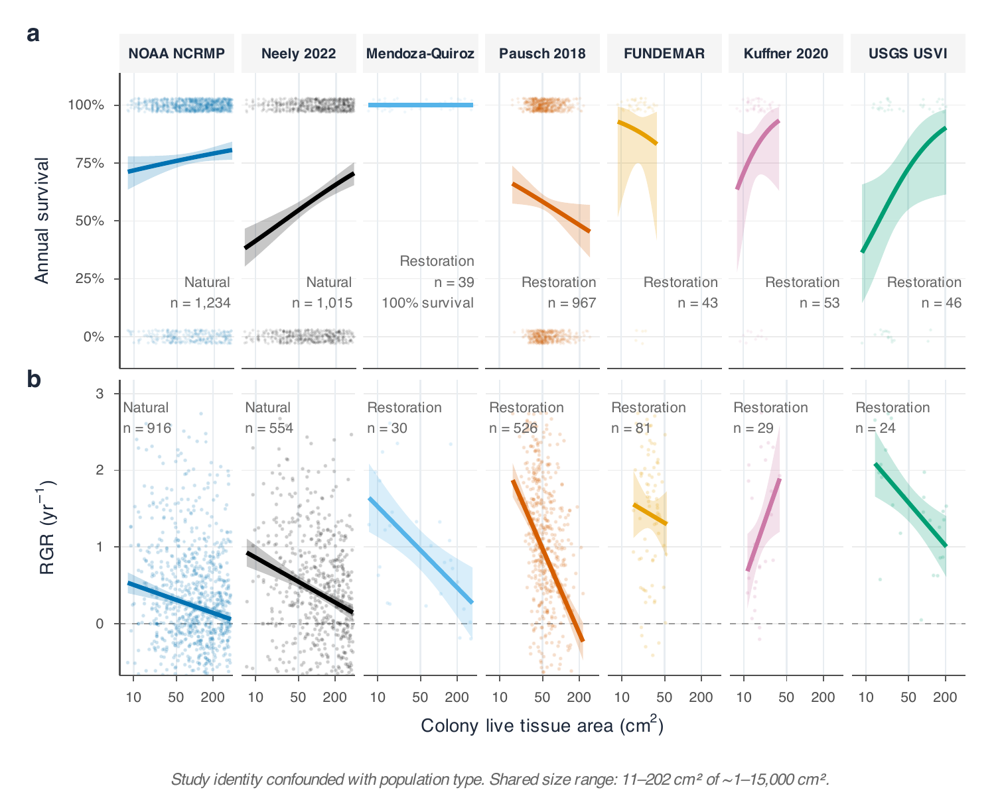 a
NOAA NCRMP
Neely 2022
Mendoza-Quiroz
Pausch 2018
FUNDEMAR
Kuffner 2020
USGS USVI
Annual survival
100%
75%
50%
25%
0%
Natural
n = 1,234
Natural
n = 1,015
Restoration
n = 39
100% survival
Restoration
n = 967
Restoration
n = 43
Restoration
n = 53
Restoration
n = 46
b
RGR (yr⁻¹)
3
2
1
0
Natural
n = 916
Natural
n = 554
Restoration
n = 30
Restoration
n = 526
Restoration
n = 81
Restoration
n = 29
Restoration
n = 24
10 50 200 10 50 200 10 50 200 10 50 200 10 50 200 10 50 200 10 50 200
Colony live tissue area (cm²)
Study identity confounded with population type. Shared size range: 11–202 cm² of ~1–15,000 cm².